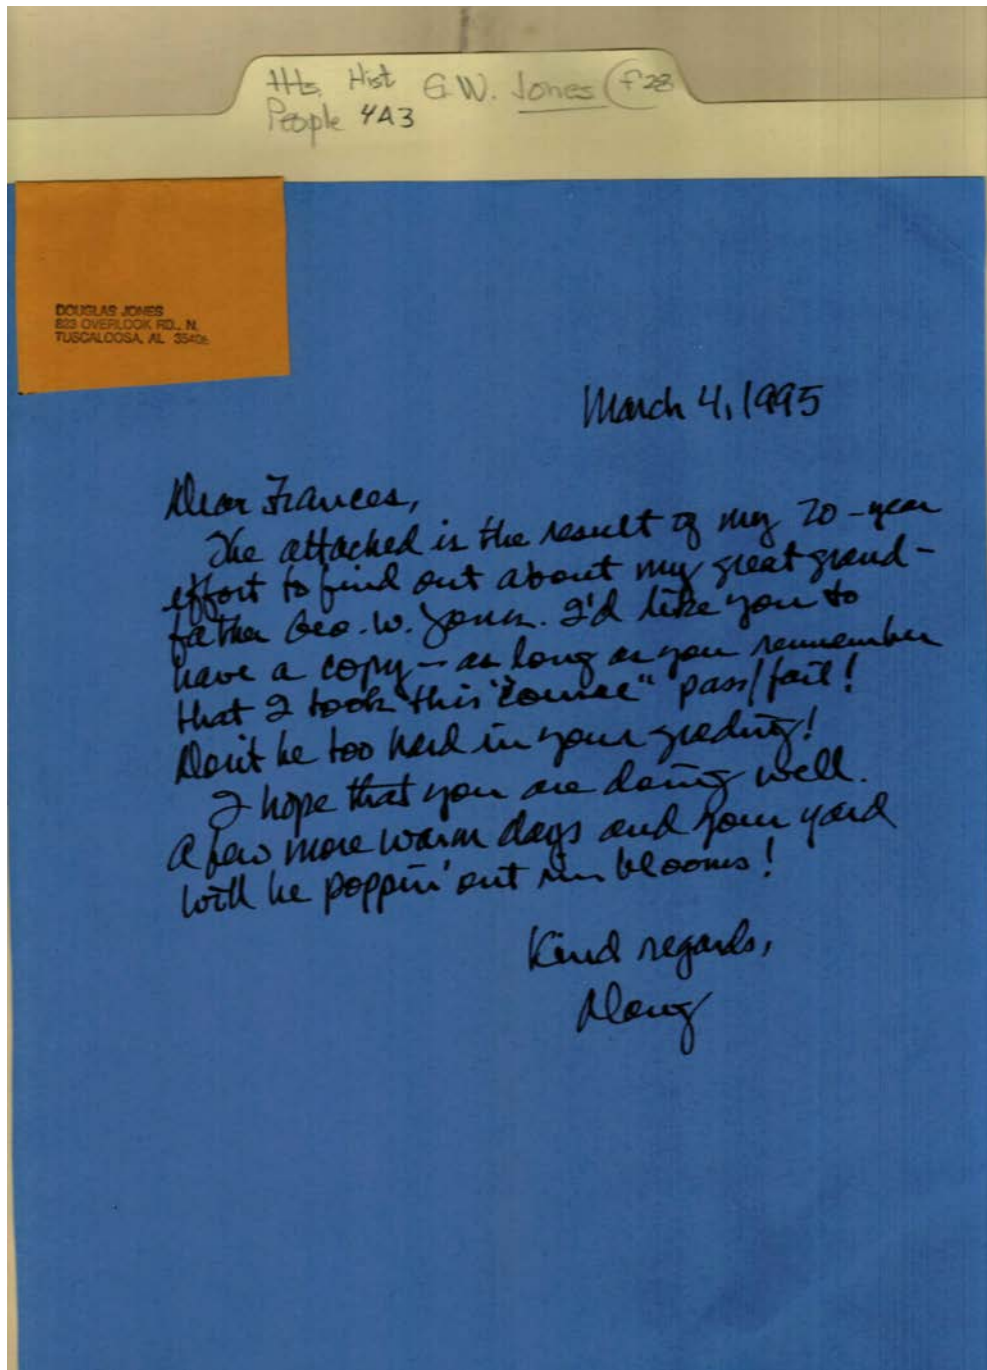 Hts. Hist G.W. Jones f28
People 4A3
DOUGLAS JONES
823 OVERLOOK RD., N.
TUSCALOOSA, AL 35406
March 4, 1995
Dear Frances,
The attached is the result of my 20-year
effort to find out about my great grand-
father Geo. W. Jones. I'd like you to
have a copy - as long as you remember
that I took this "course" pass/fail!
Don't be too hard in your grading!
I hope that you are doing well.
A few more warm days and your yard
will be poppin' out in blooms!
Kind regards,
Doug